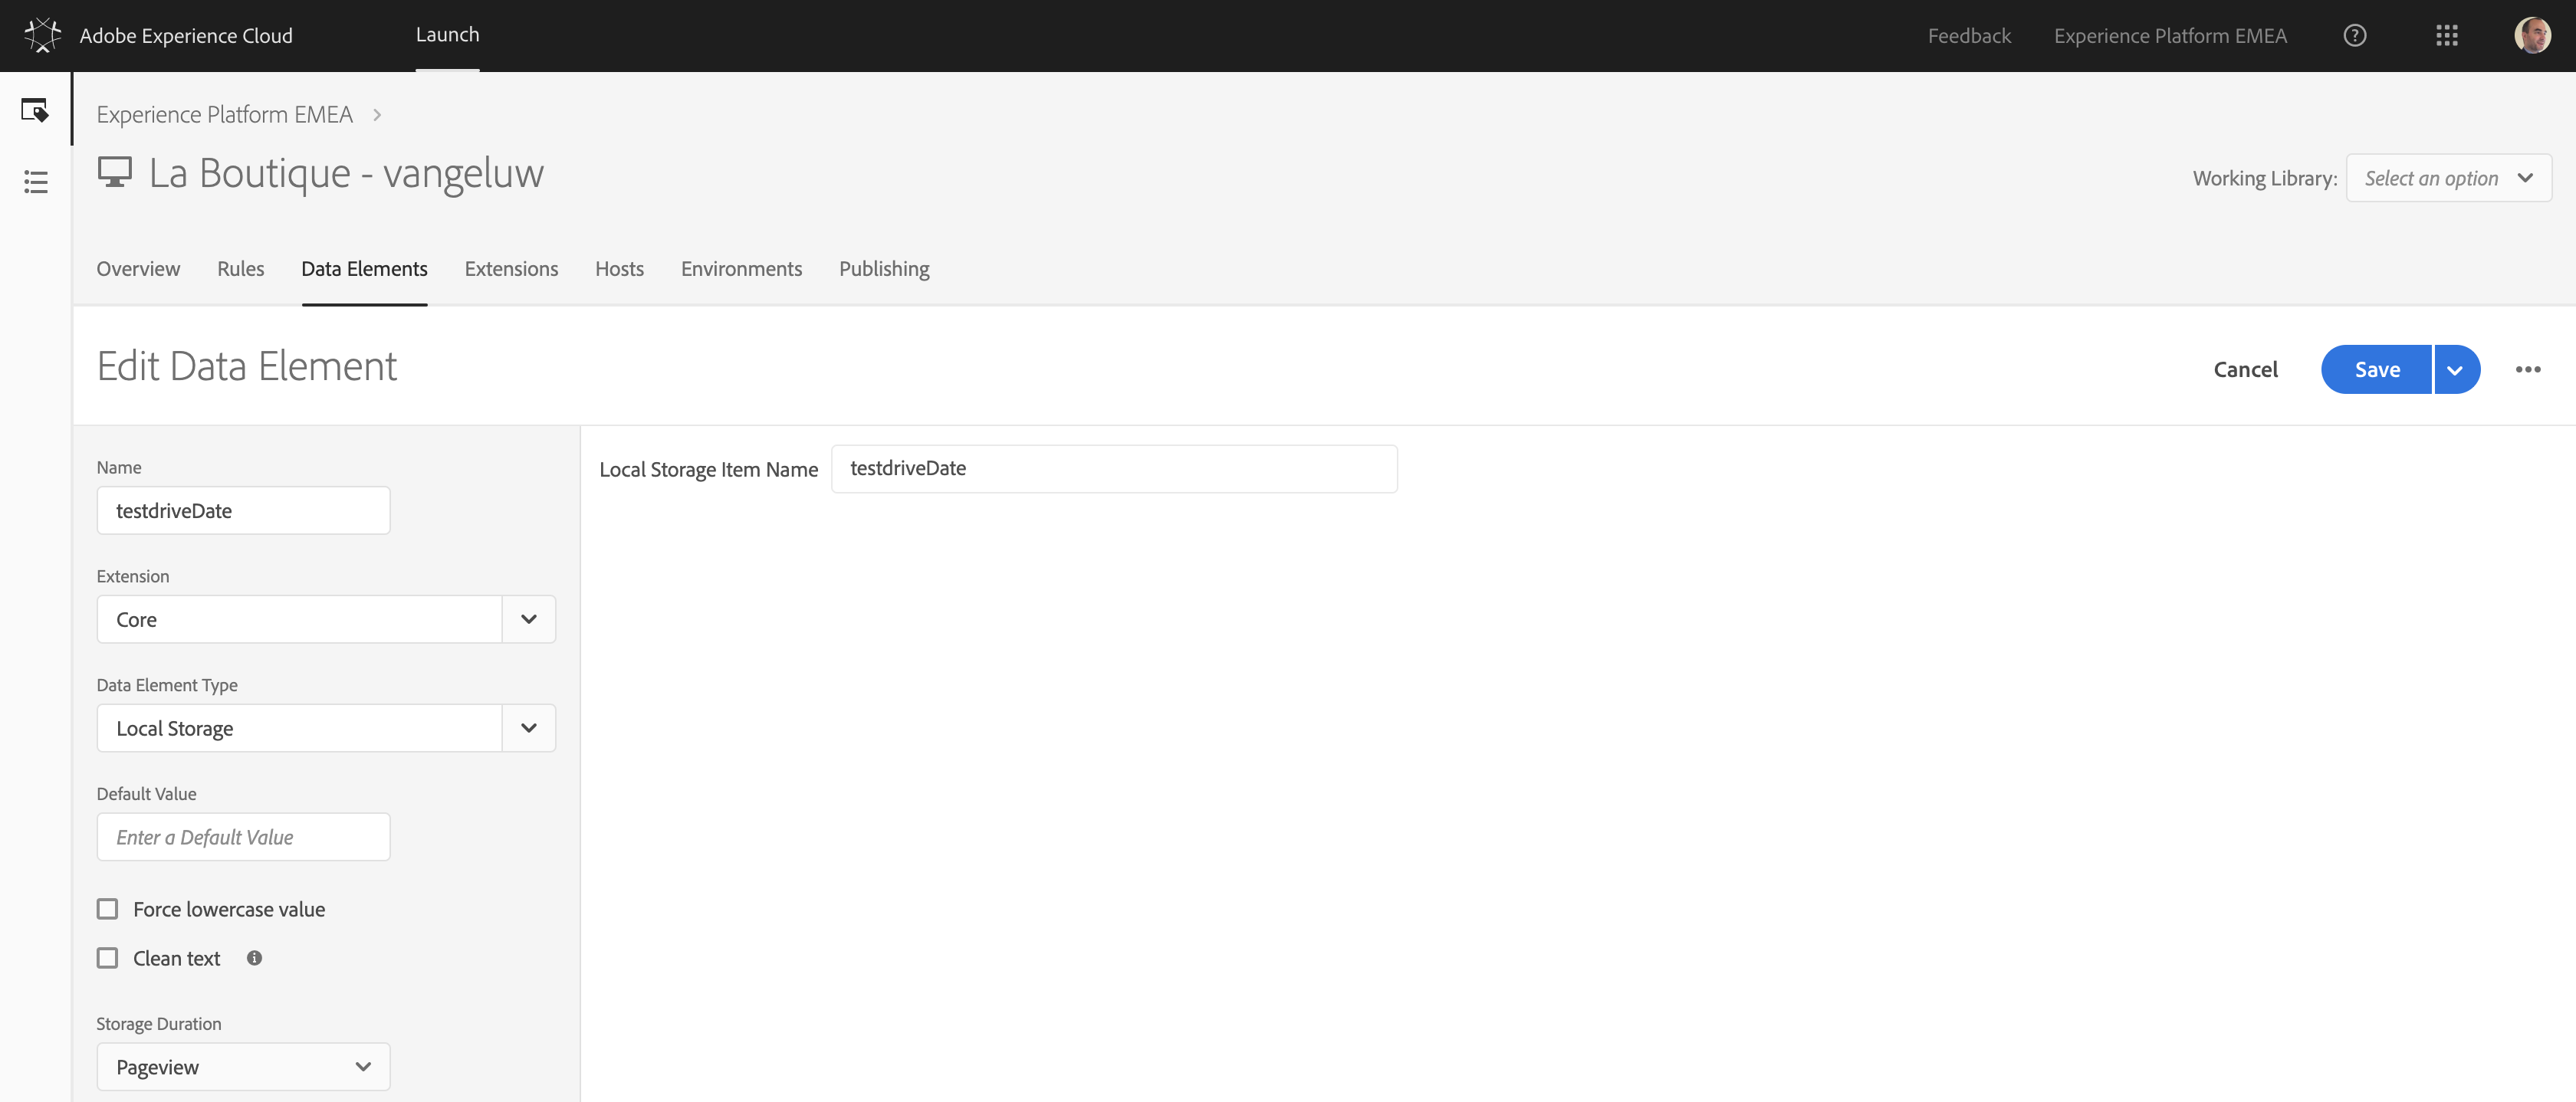 Adobe Experience Cloud
Launch
Feedback
Experience Platform EMEA
Experience Platform EMEA
La Boutique - vangeluw
Working Library:
Select an option
Overview
Rules
Data Elements
Extensions
Hosts
Environments
Publishing
Edit Data Element
Cancel
Save
Name
testdriveDate
Extension
Core
Data Element Type
Local Storage
Default Value
Enter a Default Value
Force lowercase value
Clean text
Storage Duration
Pageview
Local Storage Item Name
testdriveDate